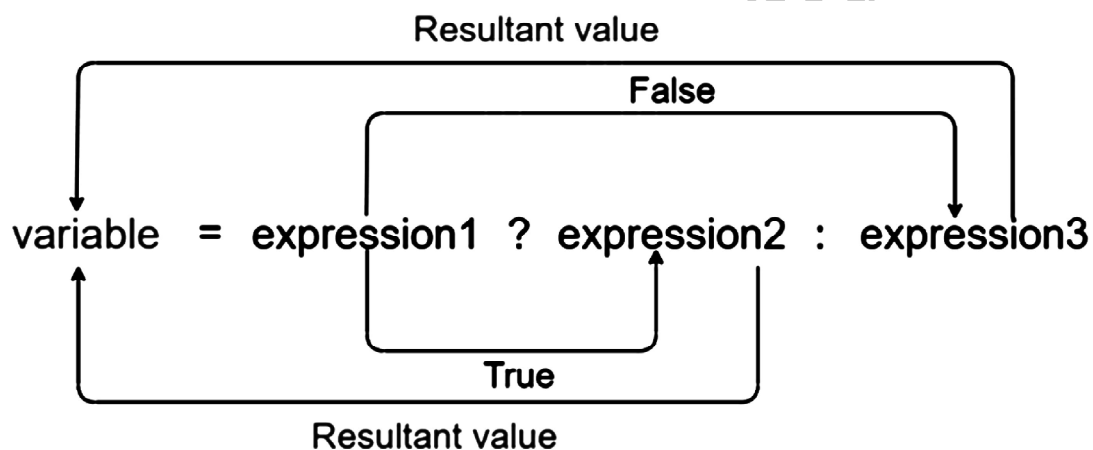 Resultant value
False
variable = expression1 ? expression2 : expression3
True
Resultant value